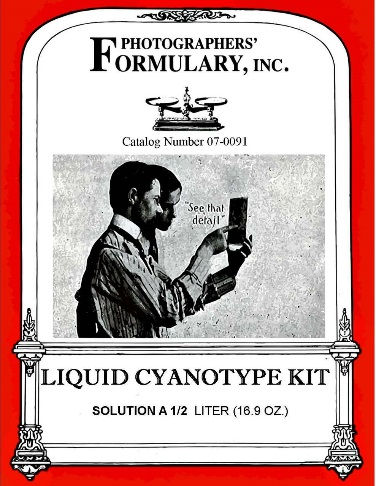 PHOTOGRAPHERS'
FORMULARY, INC.
Catalog Number 07-0091
"See that
detail"
LIQUID CYANOTYPE KIT
SOLUTION A 1/2 LITER (16.9 OZ.)